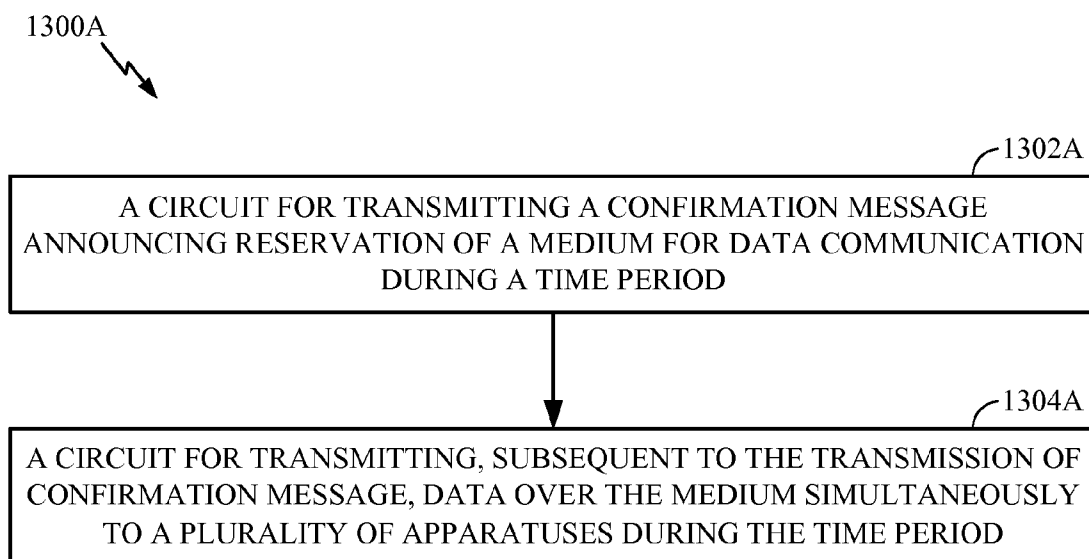 1300A
1302A
A CIRCUIT FOR TRANSMITTING A CONFIRMATION MESSAGE
ANNOUNCING RESERVATION OF A MEDIUM FOR DATA COMMUNICATION
DURING A TIME PERIOD
1304A
A CIRCUIT FOR TRANSMITTING, SUBSEQUENT TO THE TRANSMISSION OF
CONFIRMATION MESSAGE, DATA OVER THE MEDIUM SIMULTANEOUSLY
TO A PLURALITY OF APPARATUSES DURING THE TIME PERIOD